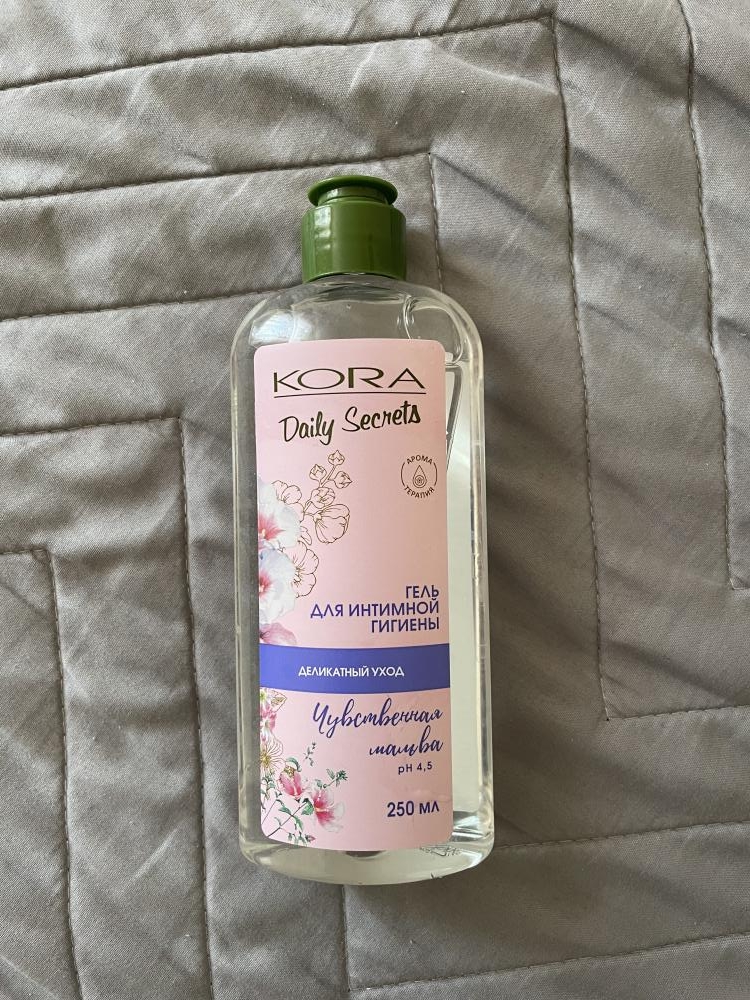 KORA
Daily Secrets
АРОМА
ТЕРАПИЯ
ГЕЛЬ
ДЛЯ ИНТИМНОЙ
ГИГИЕНЫ
ДЕЛИКАТНЫЙ УХОД
Чувственная
мальва
pH 4,5
250 МЛ